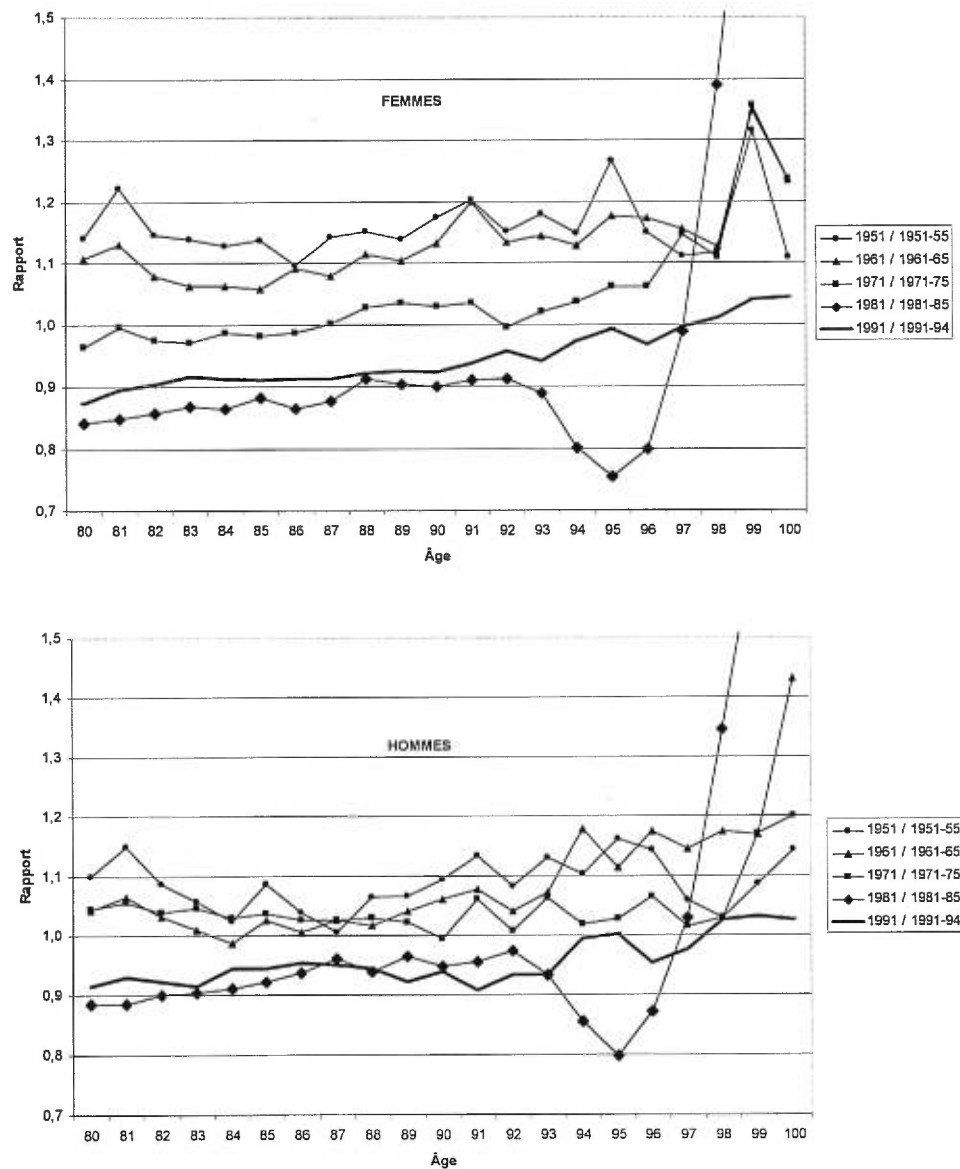 1,5
1,4
FEMMES
1,3
1,2
1,1
1,0
0,9
0,8
0,7
Rapport
80 81 82 83 84 85 86 87 88 89 90 91 92 93 94 95 96 97 98 99 100
Âge
1951 / 1951-55
1961 / 1961-65
1971 / 1971-75
1981 / 1981-85
1991 / 1991-94
1,5
1,4
1,3
HOMMES
1,2
1,1
1,0
0,9
0,8
0,7
Rapport
80 81 82 83 84 85 86 87 88 89 90 91 92 93 94 95 96 97 98 99 100
Âge
1951 / 1951-55
1961 / 1961-65
1971 / 1971-75
1981 / 1981-85
1991 / 1991-94